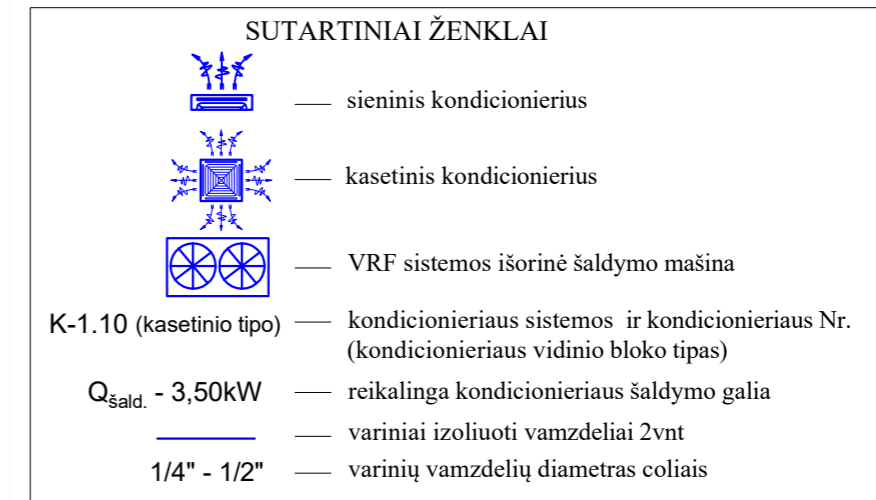 SUTARTINIAI ŽENKLAI
sieninis kondicionierius
kasetinis kondicionierius
VRF sistemos išorinė šaldymo mašina
K-1.10 (kasetinio tipo) — kondicionieriaus sistemos ir kondicionieriaus Nr.
(kondicionieriaus vidinio bloko tipas)
Qšald. - 3,50kW — reikalinga kondicionieriaus šaldymo galia
variniai izoliuoti vamzdeliai 2vnt
1/4" - 1/2" — varinių vamzdelių diametras coliais